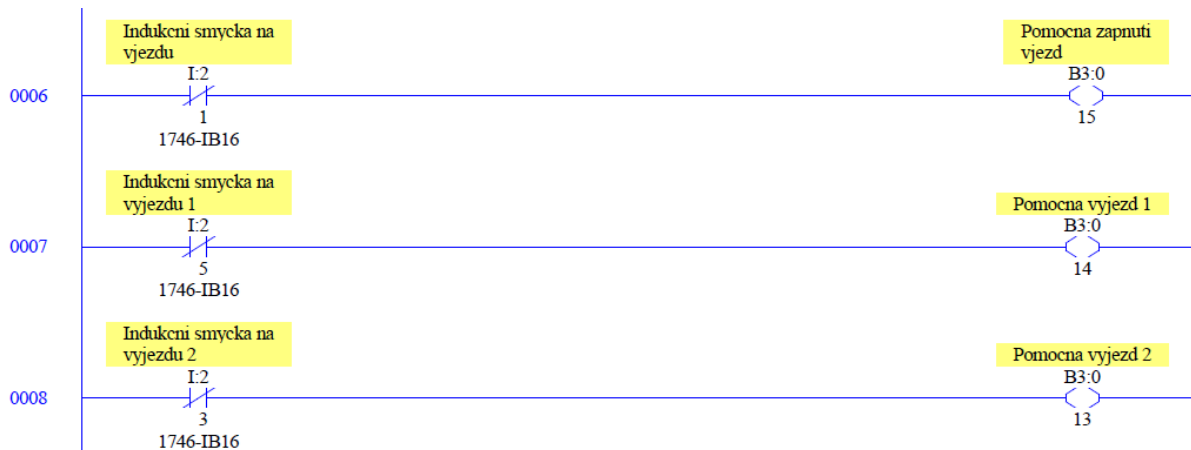 Indukcni smycka na
vjezdu
I:2
1
1746-IB16
Pomocna zapnuti
vjezd
B3:0
15
0006
Indukcni smycka na
vyjezdu 1
I:2
5
1746-IB16
Pomocna vyjezd 1
B3:0
14
0007
Indukcni smycka na
vyjezdu 2
I:2
3
1746-IB16
Pomocna vyjezd 2
B3:0
13
0008